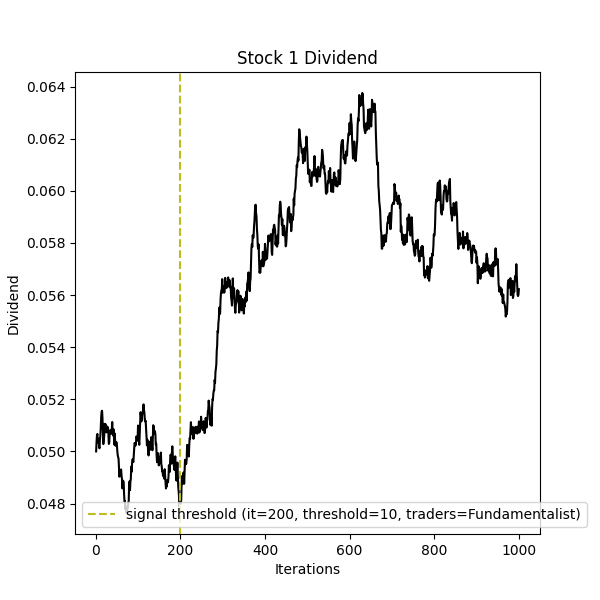 Stock 1 Dividend
0.064
0.062
0.060
0.058
0.056
0.054
0.052
0.050
0.048
Dividend
signal threshold (it=200, threshold=10, traders=Fundamentalist)
0 200 400 600 800 1000
Iterations